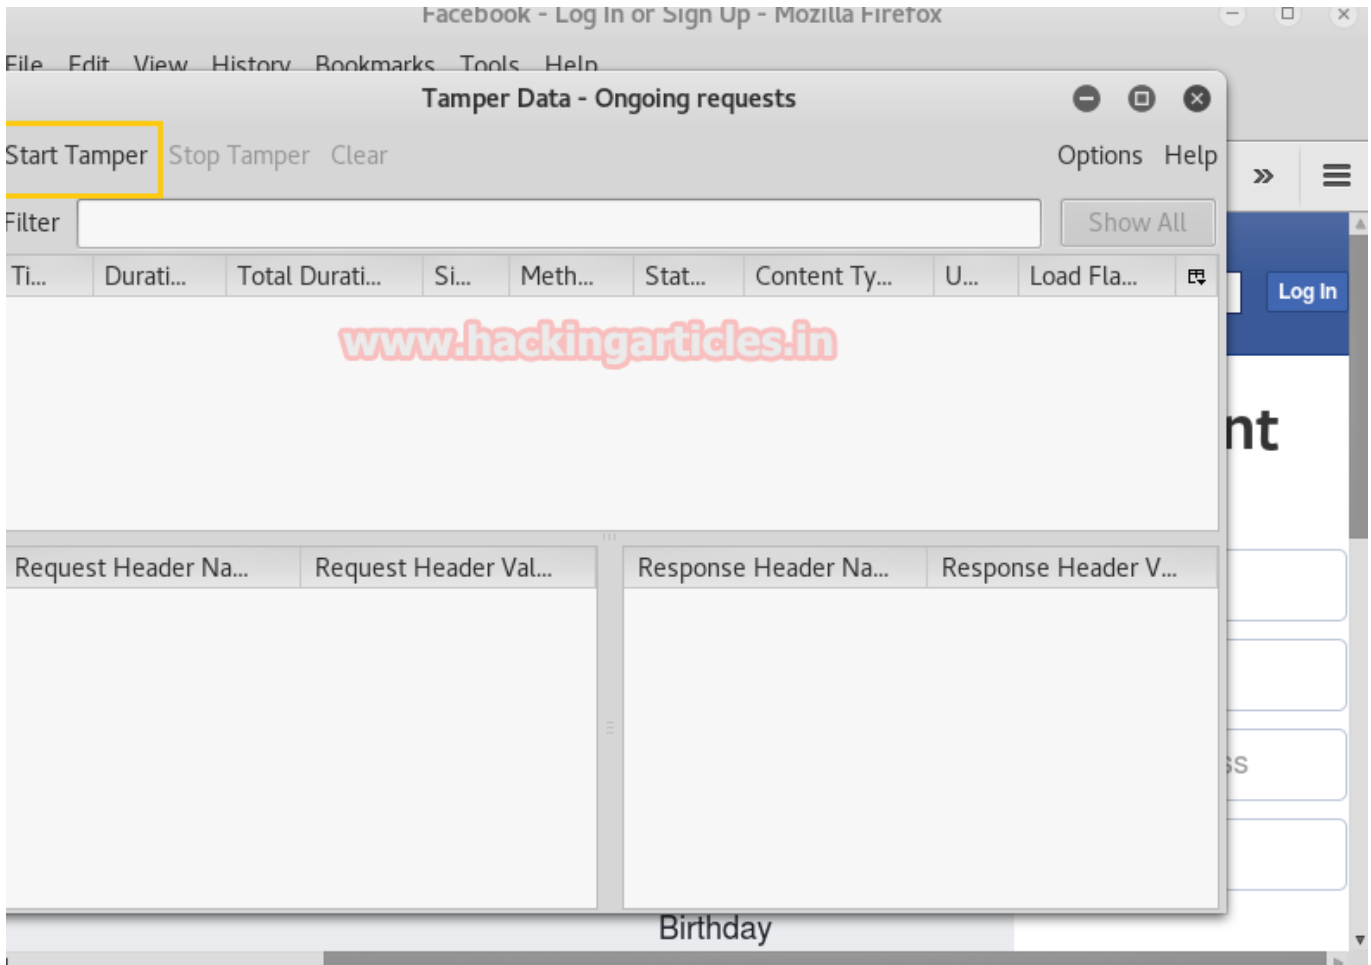 Facebook - Log In or Sign Up - Mozilla Firefox
File Edit View History Bookmarks Tools Help
Tamper Data - Ongoing requests
Start Tamper Stop Tamper Clear Options Help
Filter Show All
Ti... Durati... Total Durati... Si... Meth... Stat... Content Ty... U... Load Fla...
Log In
www.hackingarticles.in
nt
Request Header Na... Request Header Val... Response Header Na... Response Header V...
ss
Birthday